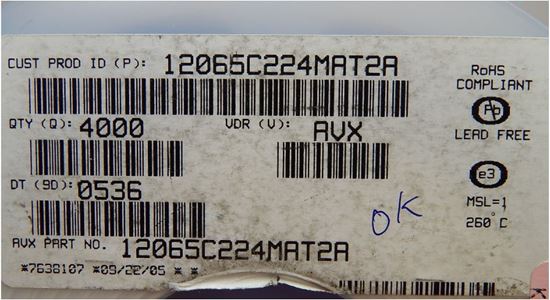 CUST PROD ID (P): 12065C224MAT2A
RoHS
COMPLIANT
Pb
LEAD FREE
QTY (Q): 4000
VDR (V): AVX
e3
MSL=1
260°C
DT (9D): 0536
OK
AVX PART NO. 12065C224MAT2A
*7636107 *09/22/05 * *
K